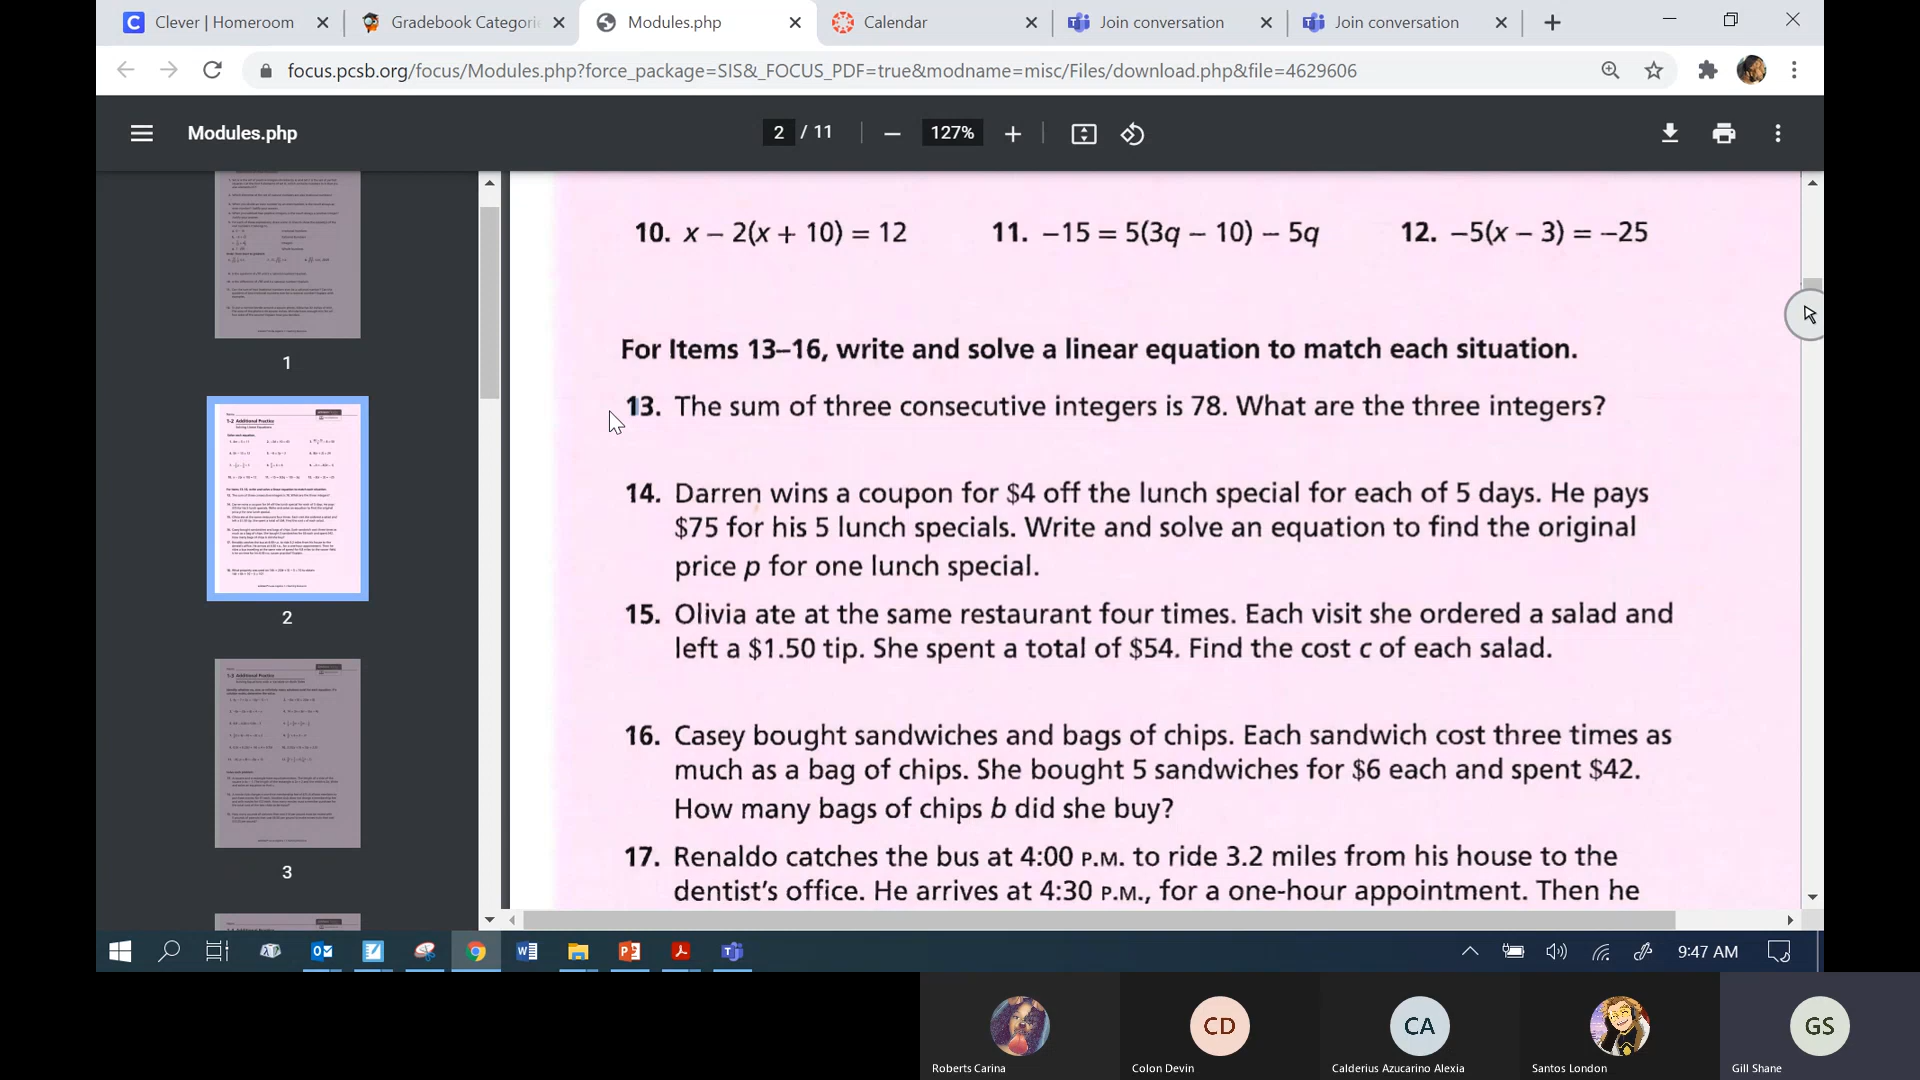 Clever | Homeroom
Gradebook Categori
Modules.php
Calendar
Join conversation
Join conversation
focus.pcsb.org/focus/Modules.php?force_package=SIS&_FOCUS_PDF=true&modname=misc/Files/download.php&file=4629606
Modules.php
2 / 11
127%
1
2
3
10. x – 2(x + 10) = 12
11. –15 = 5(3q – 10) – 5q
12. –5(x – 3) = –25
For Items 13–16, write and solve a linear equation to match each situation.
13. The sum of three consecutive integers is 78. What are the three integers?
14. Darren wins a coupon for $4 off the lunch special for each of 5 days. He pays
$75 for his 5 lunch specials. Write and solve an equation to find the original
price p for one lunch special.
15. Olivia ate at the same restaurant four times. Each visit she ordered a salad and
left a $1.50 tip. She spent a total of $54. Find the cost c of each salad.
16. Casey bought sandwiches and bags of chips. Each sandwich cost three times as
much as a bag of chips. She bought 5 sandwiches for $6 each and spent $42.
How many bags of chips b did she buy?
17. Renaldo catches the bus at 4:00 P.M. to ride 3.2 miles from his house to the
dentist's office. He arrives at 4:30 P.M., for a one-hour appointment. Then he
9:47 AM
CD
CA
GS
Roberts Carina
Colon Devin
Calderius Azucarino Alexia
Santos London
Gill Shane